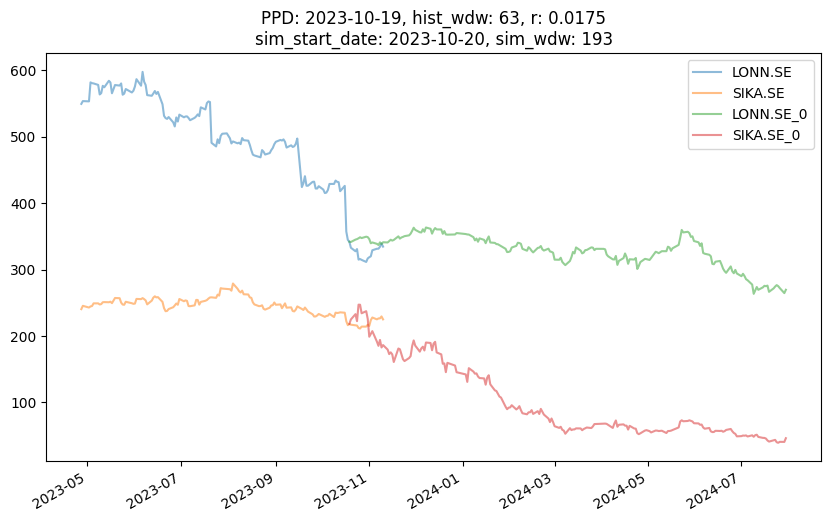 PPD: 2023-10-19, hist_wdw: 63, r: 0.0175
sim_start_date: 2023-10-20, sim_wdw: 193
LONN.SE
SIKA.SE
LONN.SE_0
SIKA.SE_0
600
500
400
300
200
100
2023-05
2023-07
2023-09
2023-11
2024-01
2024-03
2024-05
2024-07